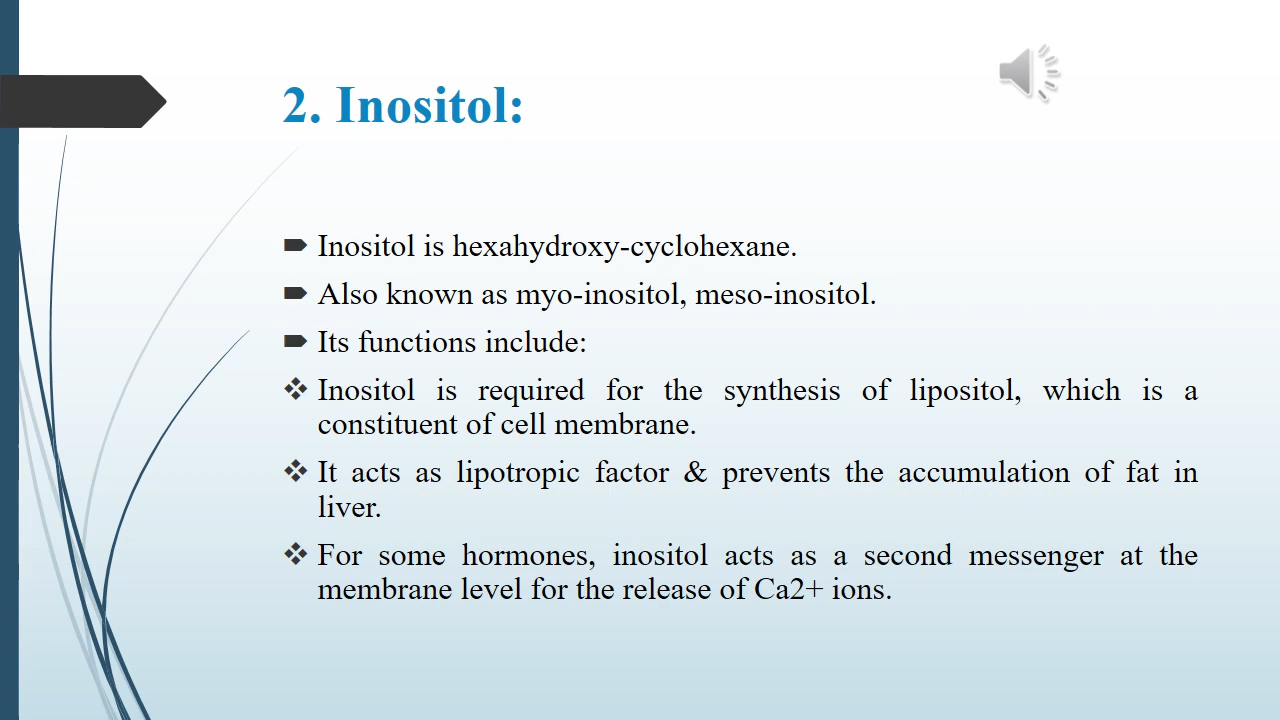 2. Inositol:
Inositol is hexahydroxy-cyclohexane.
Also known as myo-inositol, meso-inositol.
Its functions include:
Inositol is required for the synthesis of lipositol, which is a
constituent of cell membrane.
It acts as lipotropic factor & prevents the accumulation of fat in
liver.
For some hormones, inositol acts as a second messenger at the
membrane level for the release of Ca2+ ions.